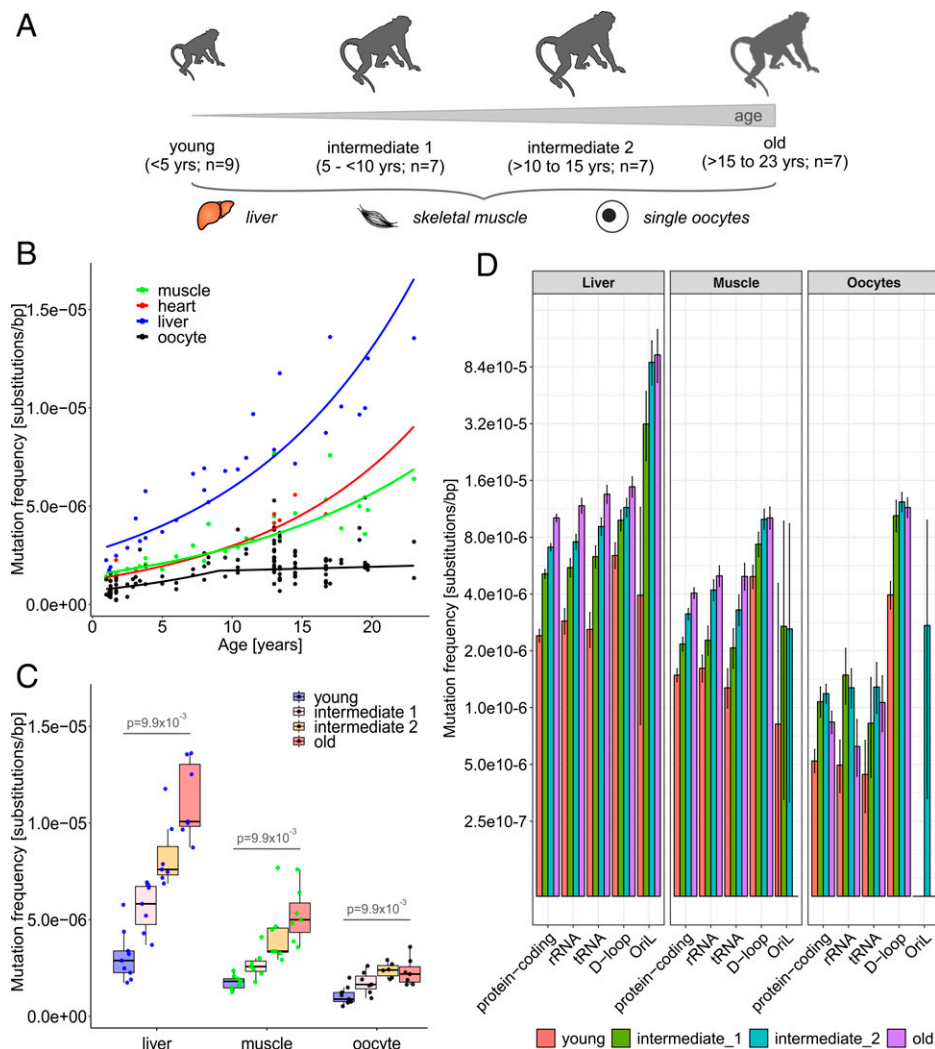 A
age
young
(<5 yrs; n=9)
intermediate 1
(5 - <10 yrs; n=7)
intermediate 2
(>10 to 15 yrs; n=7)
old
(>15 to 23 yrs; n=7)
liver
skeletal muscle
single oocytes
B
Mutation frequency [substitutions/bp]
1.5e−05
1.0e−05
5.0e−06
0.0e+00
muscle
heart
liver
oocyte
0
5
10
15
20
Age [years]
C
Mutation frequency [substitutions/bp]
1.5e−05
1.0e−05
5.0e−06
0.0e+00
young
intermediate 1
intermediate 2
old
p=9.9x10-3
p=9.9x10-3
p=9.9x10-3
liver
muscle
oocyte
D
Liver
Muscle
Oocytes
Mutation frequency [substitutions/bp]
8.4e10-5
3.2e10-5
1.6e10-5
8.0e10-6
4.0e10-6
2.0e10-6
1.0e10-6
5.0e10-6
2.5e10-7
protein−coding
rRNA
tRNA
D−loop
OriL
protein−coding
rRNA
tRNA
D−loop
OriL
protein−coding
rRNA
tRNA
D−loop
OriL
young
intermediate_1
intermediate_2
old